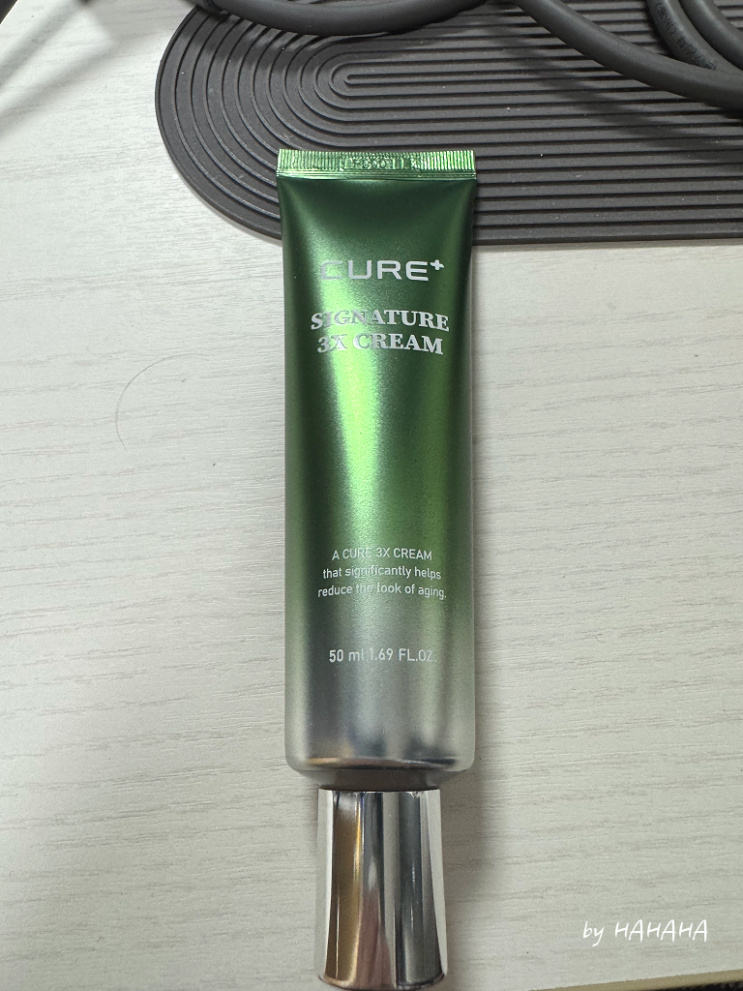 CURE+
SIGNATURE
3X CREAM
A CURE 3X CREAM
that significantly helps
reduce the look of aging.
50 ml 1.69 FL.OZ.
by HAHAHA